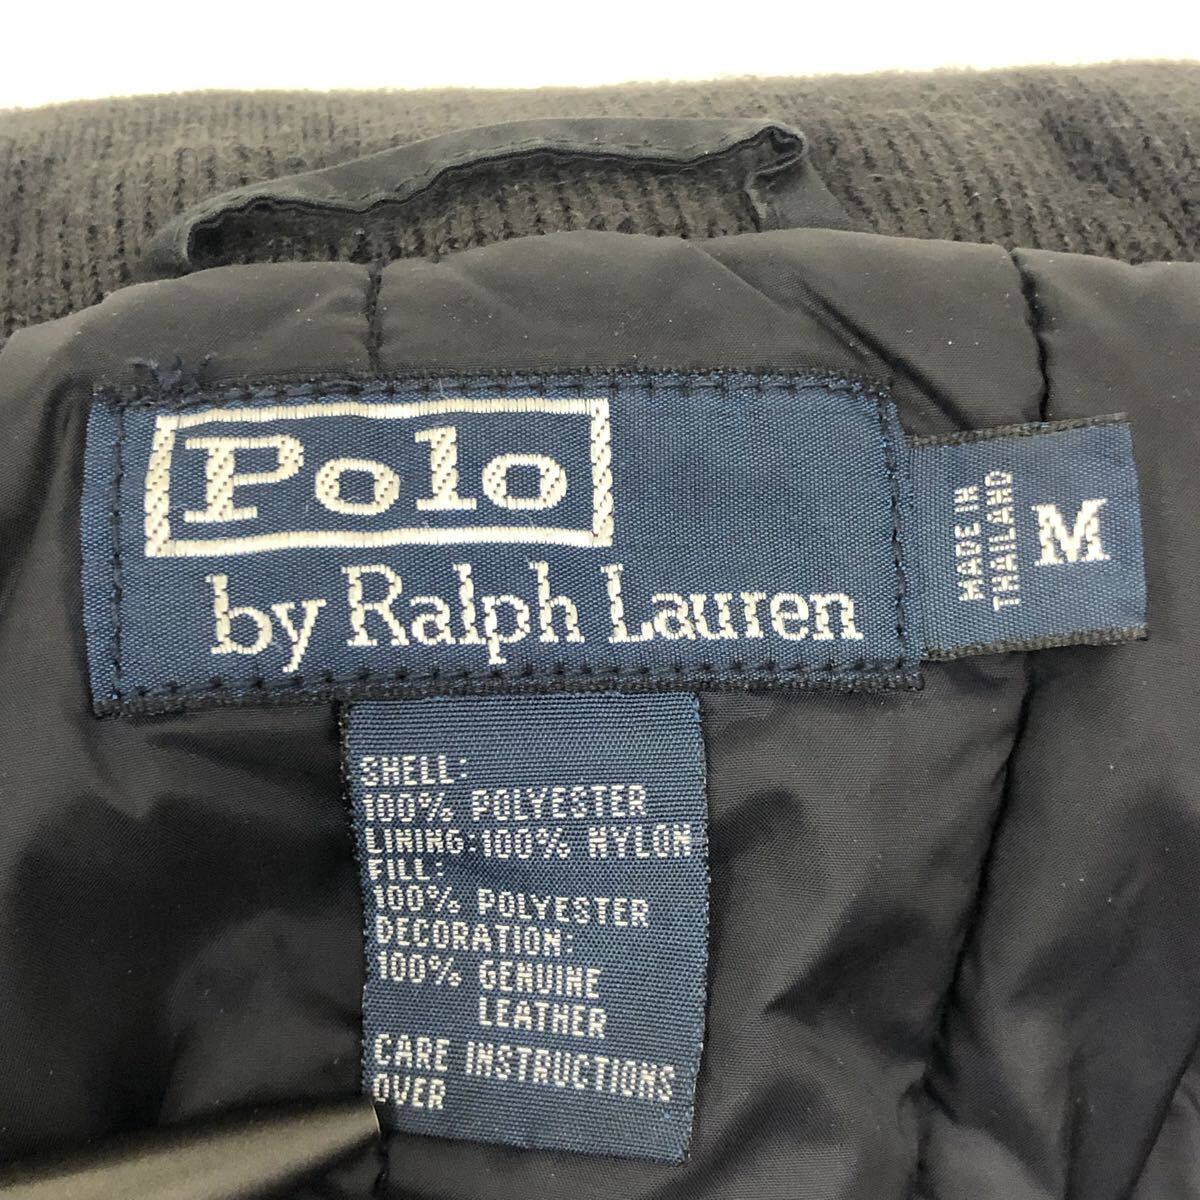 Polo
by Ralph Lauren
MADE IN
THAILAND
M
SHELL:
100% POLYESTER
LINING:100% NYLON
FILL:
100% POLYESTER
DECORATION:
100% GENUINE
LEATHER
CARE INSTRUCTIONS
OVER